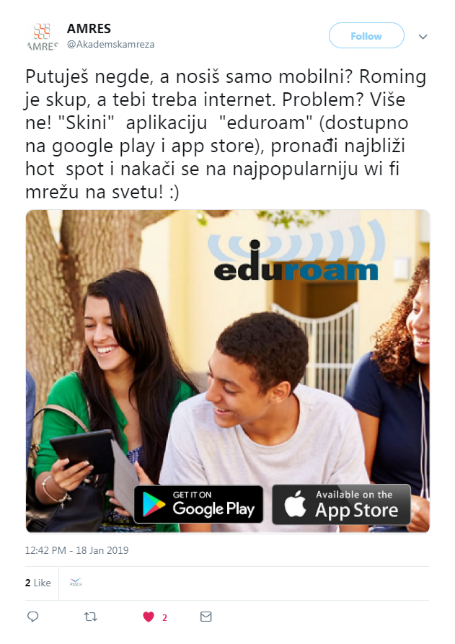 AMRES
@Akademskamreza
AMRES
Follow
Putuješ negde, a nosiš samo mobilni? Roming
je skup, a tebi treba internet. Problem? Više
ne! "Skini"  aplikaciju  "eduroam" (dostupno
na google play i app store), pronađi najbliži
hot  spot i nakači se na najpopularniju wi fi
mrežu na svetu! :)
eduroam
GET IT ON
Google Play
Available on the
App Store
12:42 PM - 18 Jan 2019
2 Like
2